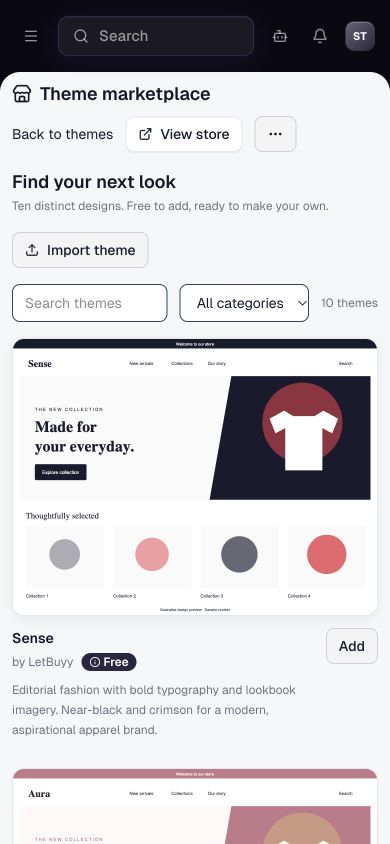 Search
ST
Theme marketplace
Back to themes
View store
Find your next look
Ten distinct designs. Free to add, ready to make your own.
Import theme
Search themes
All categories
10 themes
Welcome to our store
Sense
New arrivals
Collections
Our story
Search
THE NEW COLLECTION
Made for
your everyday.
Explore collection
Thoughtfully selected
Collection 1
Collection 2
Collection 3
Collection 4
Illustrative design preview · Sample content
Sense
Add
by LetBuyy
Free
Editorial fashion with bold typography and lookbook
imagery. Near-black and crimson for a modern,
aspirational apparel brand.
Welcome to our store
Aura
New arrivals
Collections
Our story
Search
THE NEW COLLECTION